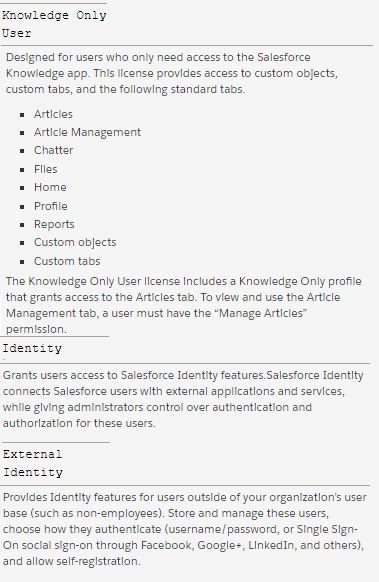 Knowledge Only
User
Designed for users who only need access to the Salesforce
Knowledge app. This license provides access to custom objects,
custom tabs, and the following standard tabs.
▪ Articles
▪ Article Management
▪ Chatter
▪ Files
▪ Home
▪ Profile
▪ Reports
▪ Custom objects
▪ Custom tabs
The Knowledge Only User license includes a Knowledge Only profile
that grants access to the Articles tab. To view and use the Article
Management tab, a user must have the “Manage Articles”
permission.
Identity
Grants users access to Salesforce Identity features.Salesforce Identity
connects Salesforce users with external applications and services,
while giving administrators control over authentication and
authorization for these users.
External
Identity
Provides Identity features for users outside of your organization's user
base (such as non-employees). Store and manage these users,
choose how they authenticate (username/password, or Single Sign-
On social sign-on through Facebook, Google+, LinkedIn, and others),
and allow self-registration.